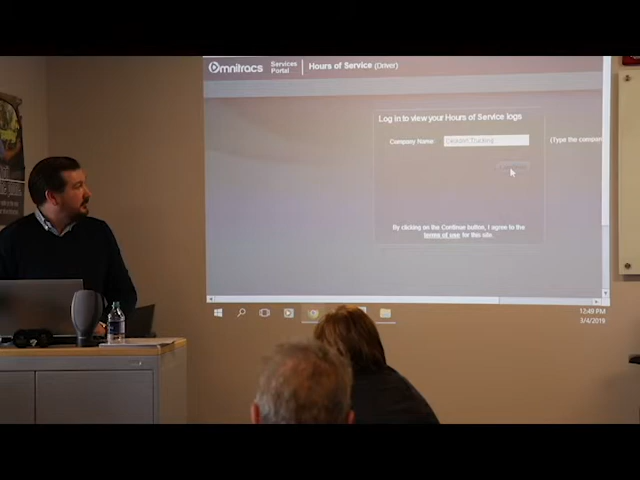 Omnitracs Services Portal Hours of Service (Driver)
Log in to view your Hours of Service logs
Company Name
(Type the
By clicking on the Continue button, I agree to the
terms of use for this site.
12:49 PM
3/4/2019